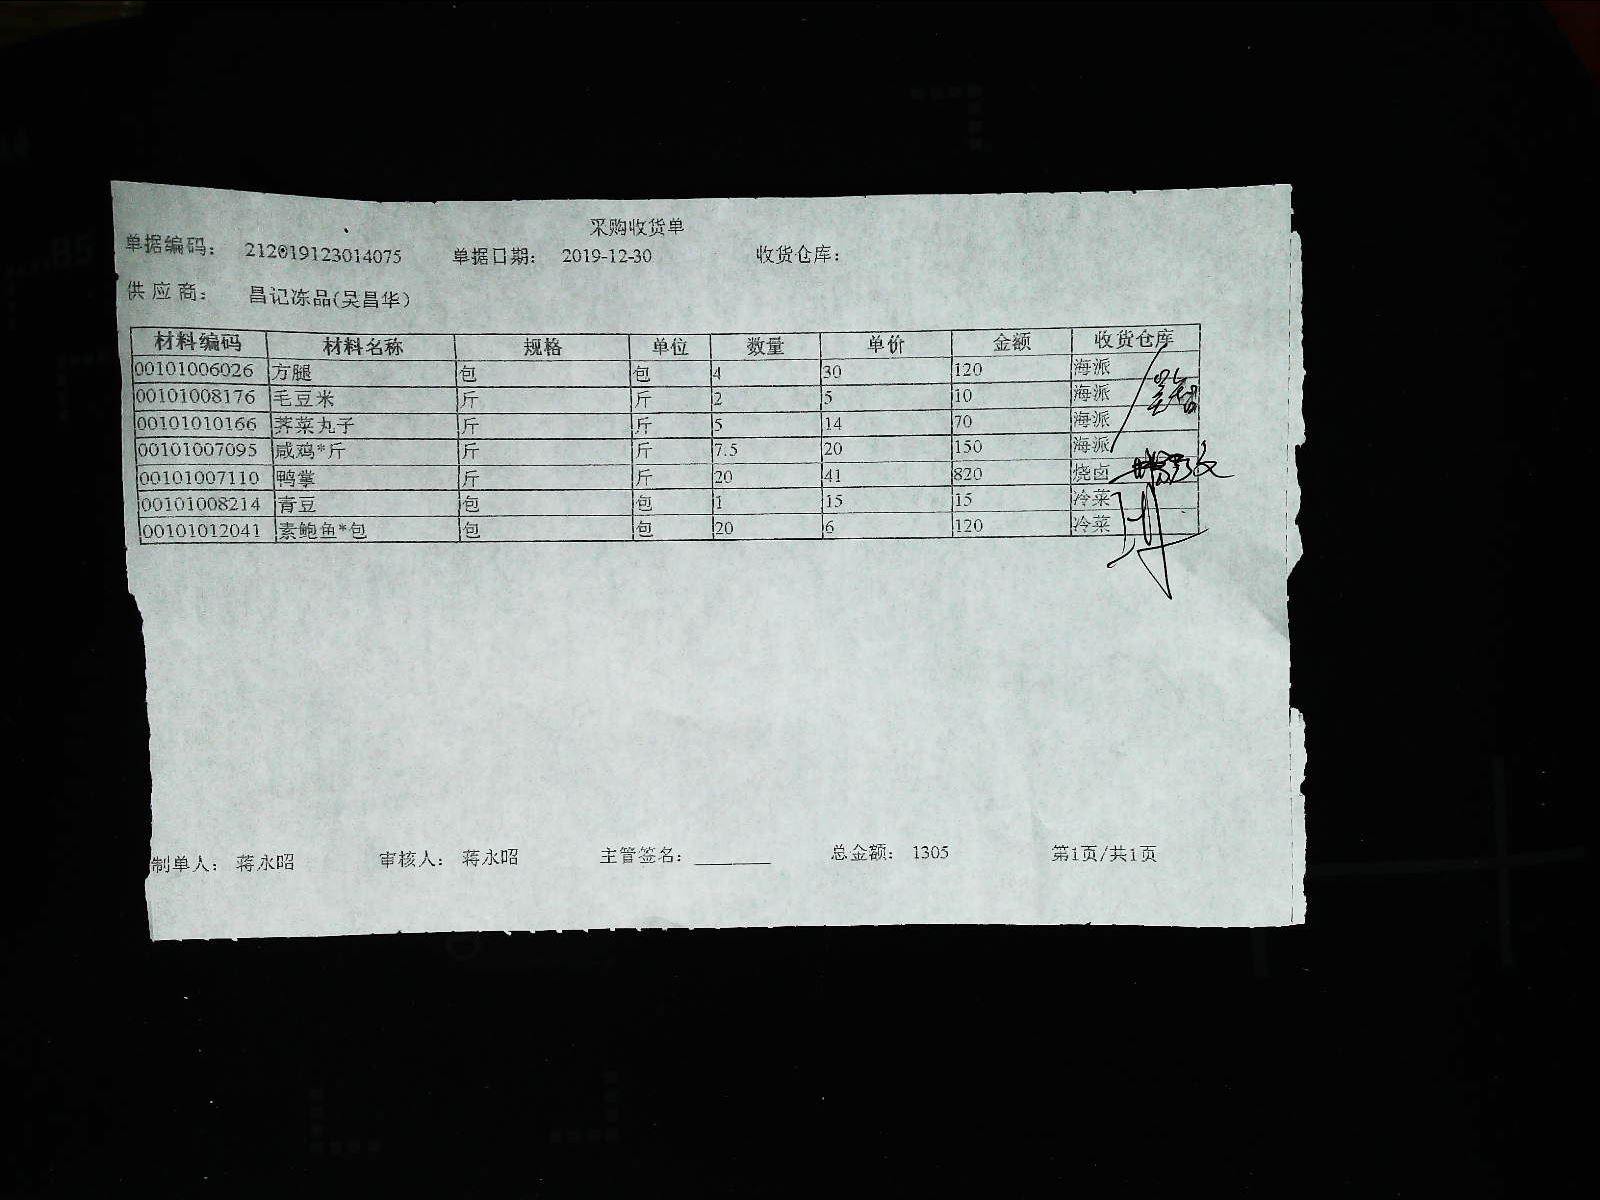 采购收货单
单据编码： 212019123014075 单据日期： 2019-12-30 收货仓库：
供应商： 昌记冻品(吴昌华)
材料编码 材料名称 规格 单位 数量 单价 金额 收货仓库
00101006026 方腿 包 包 4 30 120 海派
00101008176 毛豆米 斤 斤 2 5 10 海派
00101010166 荠菜丸子 斤 斤 5 14 70 海派
00101007095 咸鸡*斤 斤 斤 7.5 20 150 海派
00101007110 鸭掌 斤 斤 20 41 820 烧卤
00101008214 青豆 包 包 1 15 15 冷菜
00101012041 素鲍鱼*包 包 包 20 6 120 冷菜
制单人： 蒋永昭 审核人： 蒋永昭 主管签名：________ 总金额： 1305 第1页/共1页